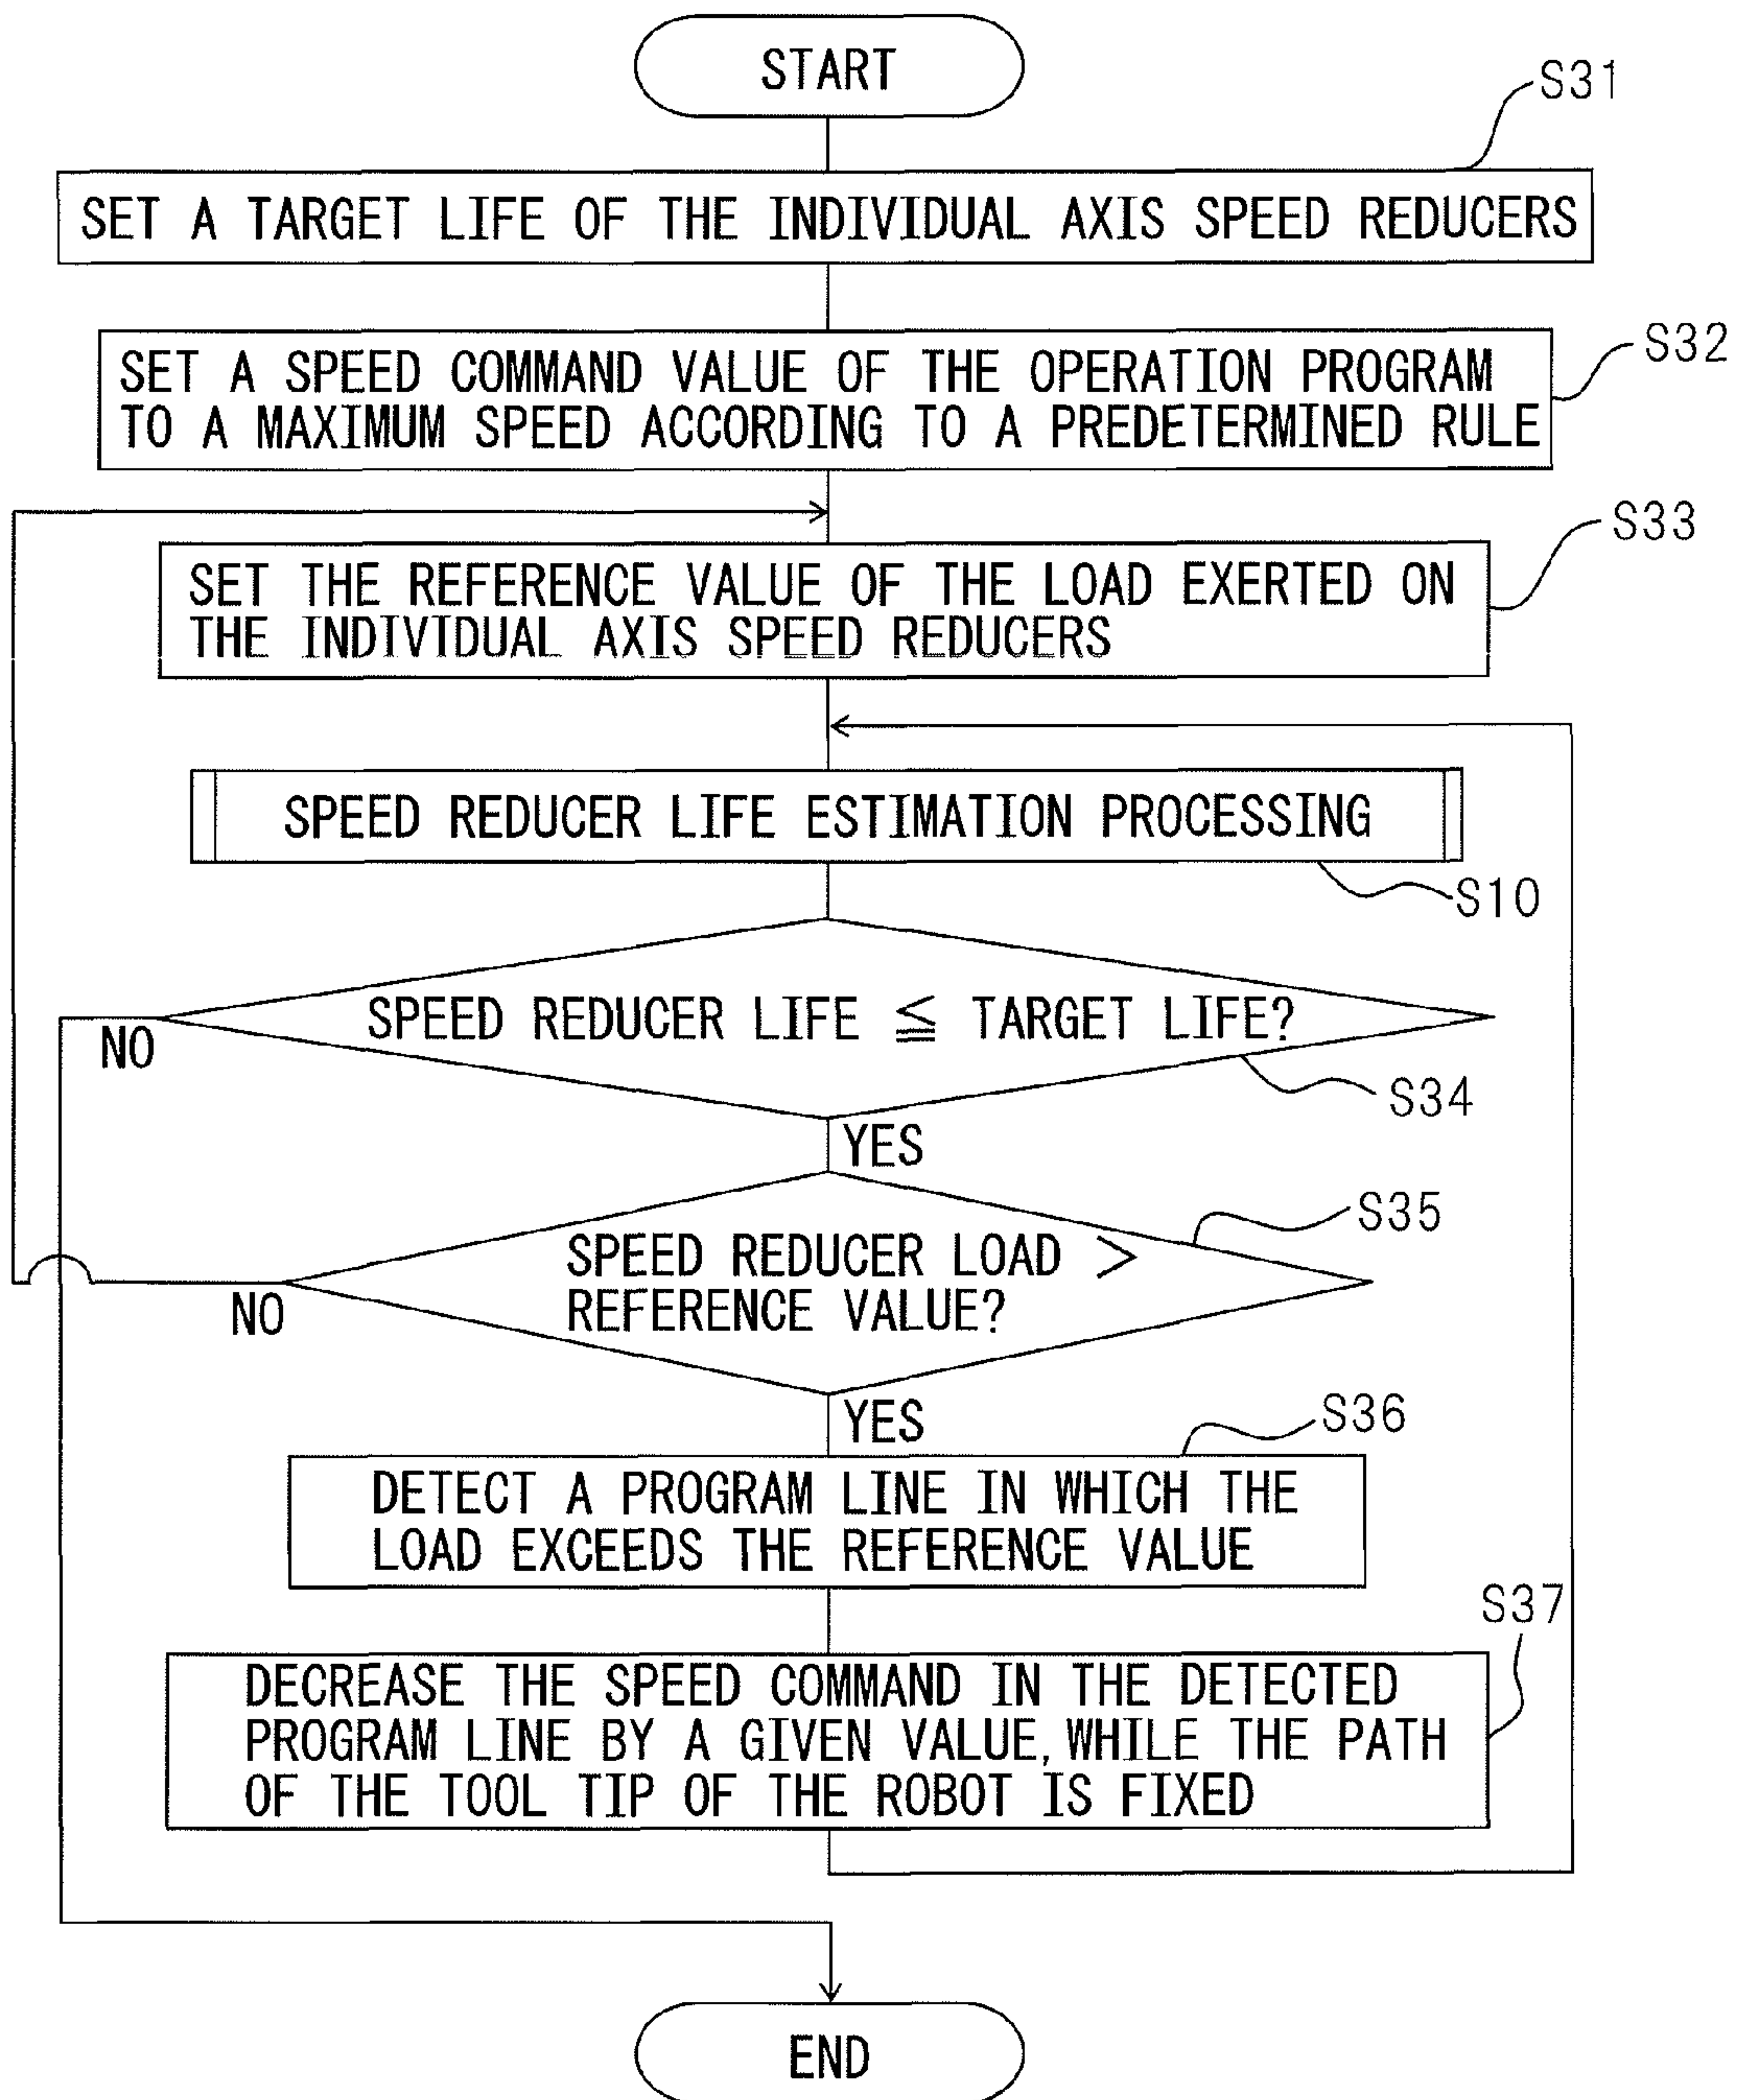 START
S31
SET A TARGET LIFE OF THE INDIVIDUAL AXIS SPEED REDUCERS
S32
SET A SPEED COMMAND VALUE OF THE OPERATION PROGRAM
TO A MAXIMUM SPEED ACCORDING TO A PREDETERMINED RULE
S33
SET THE REFERENCE VALUE OF THE LOAD EXERTED ON
THE INDIVIDUAL AXIS SPEED REDUCERS
SPEED REDUCER LIFE ESTIMATION PROCESSING
S10
SPEED REDUCER LIFE ≦ TARGET LIFE?
NO
S34
YES
S35
SPEED REDUCER LOAD >
REFERENCE VALUE?
NO
YES
S36
DETECT A PROGRAM LINE IN WHICH THE
LOAD EXCEEDS THE REFERENCE VALUE
S37
DECREASE THE SPEED COMMAND IN THE DETECTED
PROGRAM LINE BY A GIVEN VALUE, WHILE THE PATH
OF THE TOOL TIP OF THE ROBOT IS FIXED
END